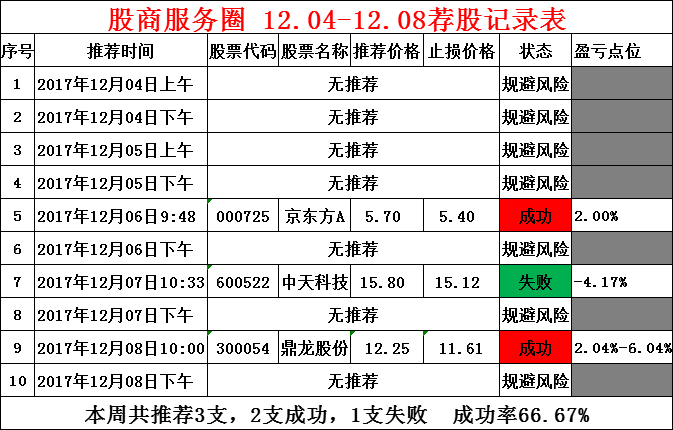 股商服务圈 12.04-12.08荐股记录表
序号 推荐时间 股票代码 股票名称 推荐价格 止损价格 状态 盈亏点位
1 2017年12月04日上午 无推荐 规避风险
2 2017年12月04日下午 无推荐 规避风险
3 2017年12月05日上午 无推荐 规避风险
4 2017年12月05日下午 无推荐 规避风险
5 2017年12月06日9:48 000725 京东方A 5.70 5.40 成功 2.00%
6 2017年12月06日下午 无推荐 规避风险
7 2017年12月07日10:33 600522 中天科技 15.80 15.12 失败 -4.17%
8 2017年12月07日下午 无推荐 规避风险
9 2017年12月08日10:00 300054 鼎龙股份 12.25 11.61 成功 2.04%-6.04%
10 2017年12月08日下午 无推荐 规避风险
本周共推荐3支，2支成功，1支失败 成功率66.67%